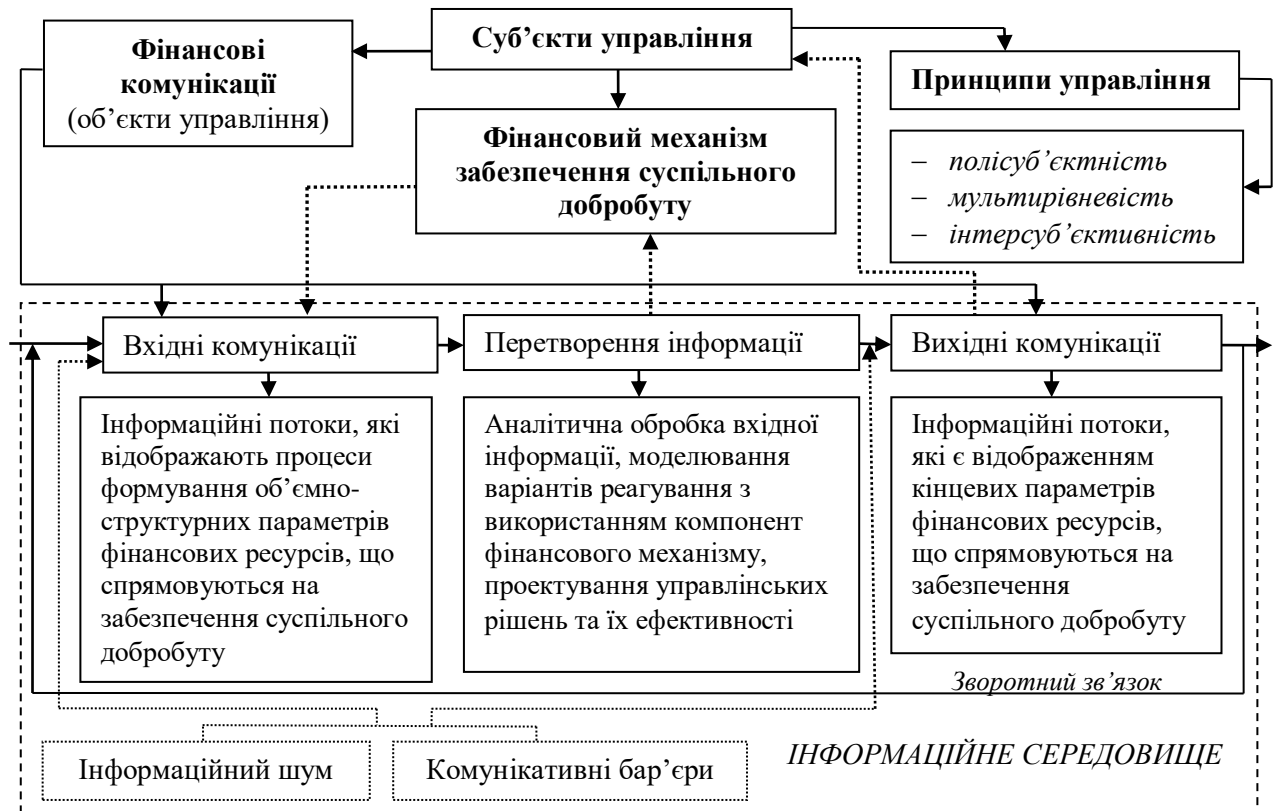 Фінансові
комунікації
(об’єкти управління)
Суб’єкти управління
Принципи управління
Фінансовий механізм
забезпечення суспільного
добробуту
– полісуб’єктність
– мультирівневість
– інтерсуб’єктивність
Вхідні комунікації
Перетворення інформації
Вихідні комунікації
Інформаційні потоки, які
відображають процеси
формування об’ємно-
структурних параметрів
фінансових ресурсів, що
спрямовуються на
забезпечення суспільного
добробуту
Аналітична обробка вхідної
інформації, моделювання
варіантів реагування з
використанням компонент
фінансового механізму,
проектування управлінських
рішень та їх ефективності
Інформаційні потоки,
які є відображенням
кінцевих параметрів
фінансових ресурсів,
що спрямовуються на
забезпечення
суспільного добробуту
Зворотний зв’язок
Інформаційний шум
Комунікативні бар’єри
ІНФОРМАЦІЙНЕ СЕРЕДОВИЩЕ